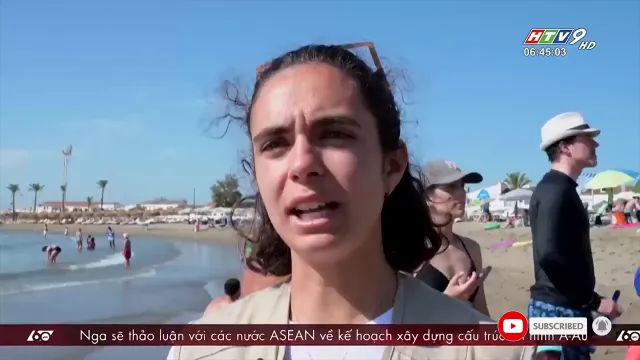 HTV9 HD
06:45:03
60
Nga sẽ thảo luận với các nước ASEAN về kế hoạch xây dựng cấu trúc
SUBSCRIBED